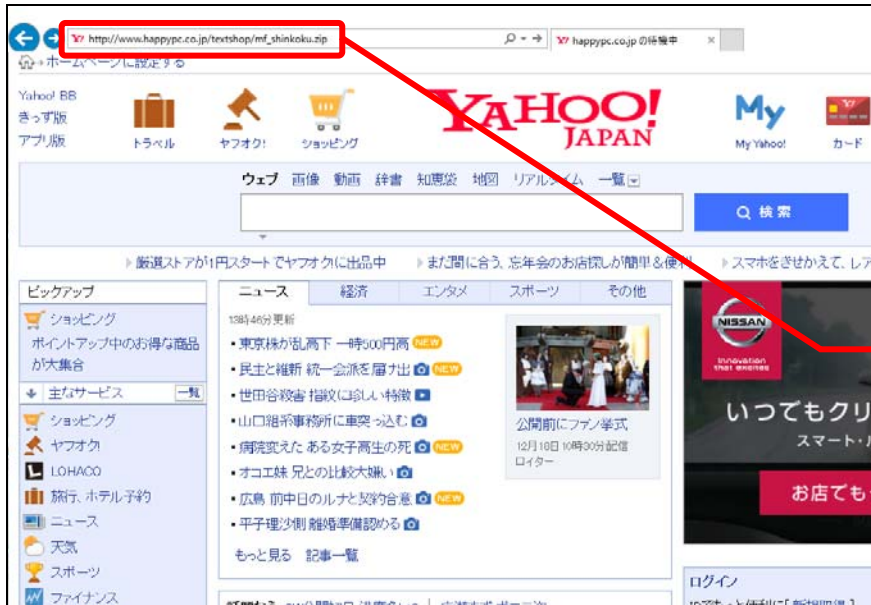 http://www.happypc.co.jp/textshop/mf_shinkoku.zip
happypc.co.jp の待機中
ホームページに設定する
Yahoo! BB
きっず版
アプリ版
トラベル
ヤフオク!
ショッピング
YAHOO!
JAPAN
My
My Yahoo!
カード
ウェブ 画像 動画 辞書 知恵袋 地図 リアルタイム 一覧
検索
厳選ストアが1円スタートでヤフオクに出品中
まだ間に合う、忘年会のお店探しが簡単&便利
スマホをきせかえて、レア
ピックアップ
ショッピング
ポイントアップ中のお得な商品
が大集合
主なサービス 一覧
ショッピング
ヤフオク!
LOHACO
旅行、ホテル予約
ニュース
天気
スポーツ
ファイナンス
ニュース 経済 エンタメ スポーツ その他
13時46分更新
東京株が乱高下 一時500円高 NEW
民主と維新 統一会派を届け出 NEW
世田谷殺害 指紋に珍しい特徴
山口組系事務所に車突っ込む
病院変えた ある女子高生の死 NEW
オコエ妹 兄との比較大嫌い
広島 前中日のルナと契約合意 NEW
平子理沙側 離婚準備認める
もっと見る 記事一覧
公開前にファン挙式
12月18日 10時30分配信
ロイター
NISSAN
Innovation
that excites
いつでもクリ
スマート・ル
お店でも
ログイン